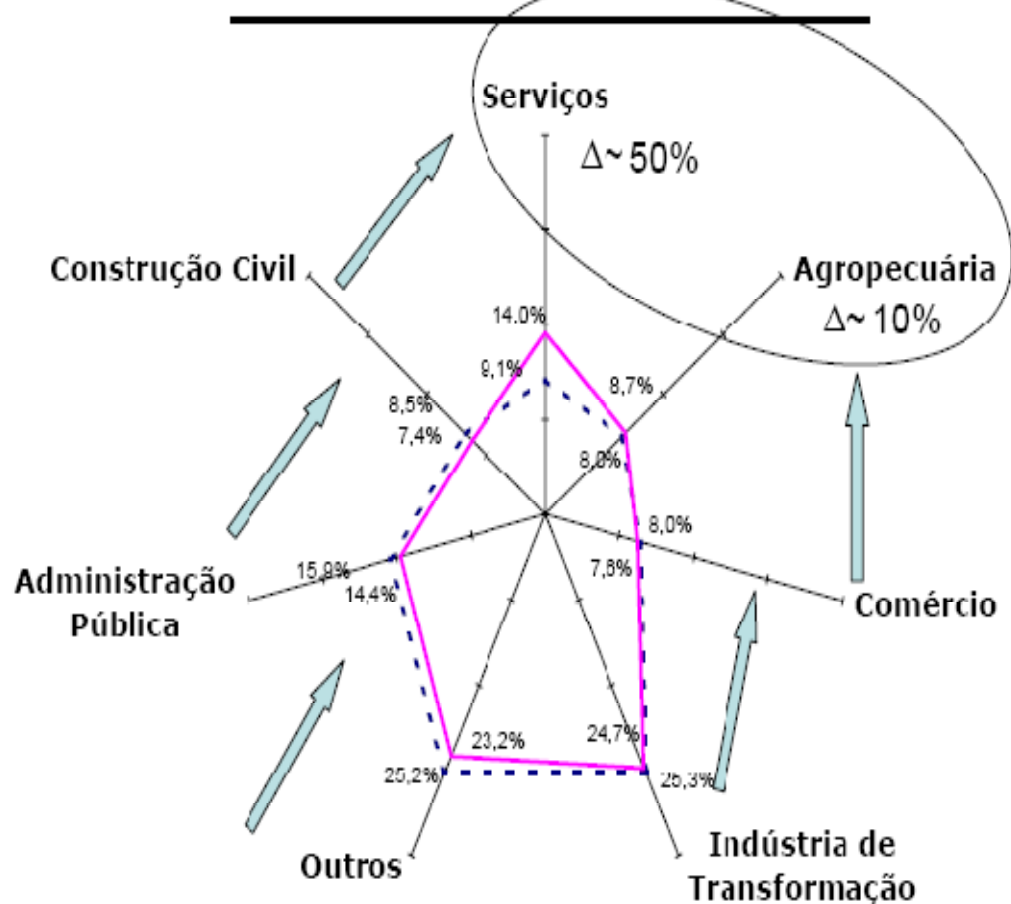 Serviços
Δ~ 50%
Construção Civil
Agropecuária
Δ~ 10%
14.0%
9,1%
8,7%
8,5%
7,4%
8,0%
8,0%
7,8%
15,9%
14,4%
Administração
Pública
Comércio
23,2%
24,7%
25,2%
25,3%
Outros
Indústria de
Transformação